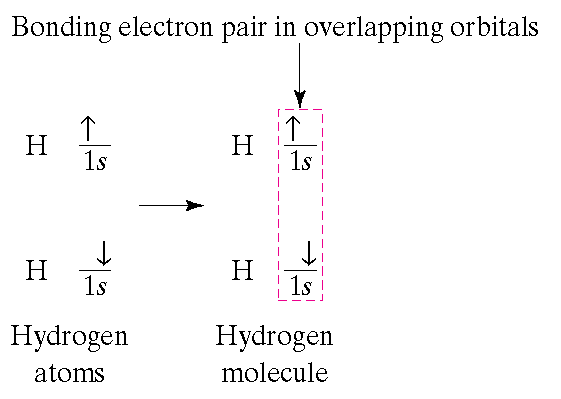 Bonding electron pair in overlapping orbitals
H ↑ 1s H ↑ 1s
H ↓ 1s H ↓ 1s
Hydrogen atoms
Hydrogen molecule